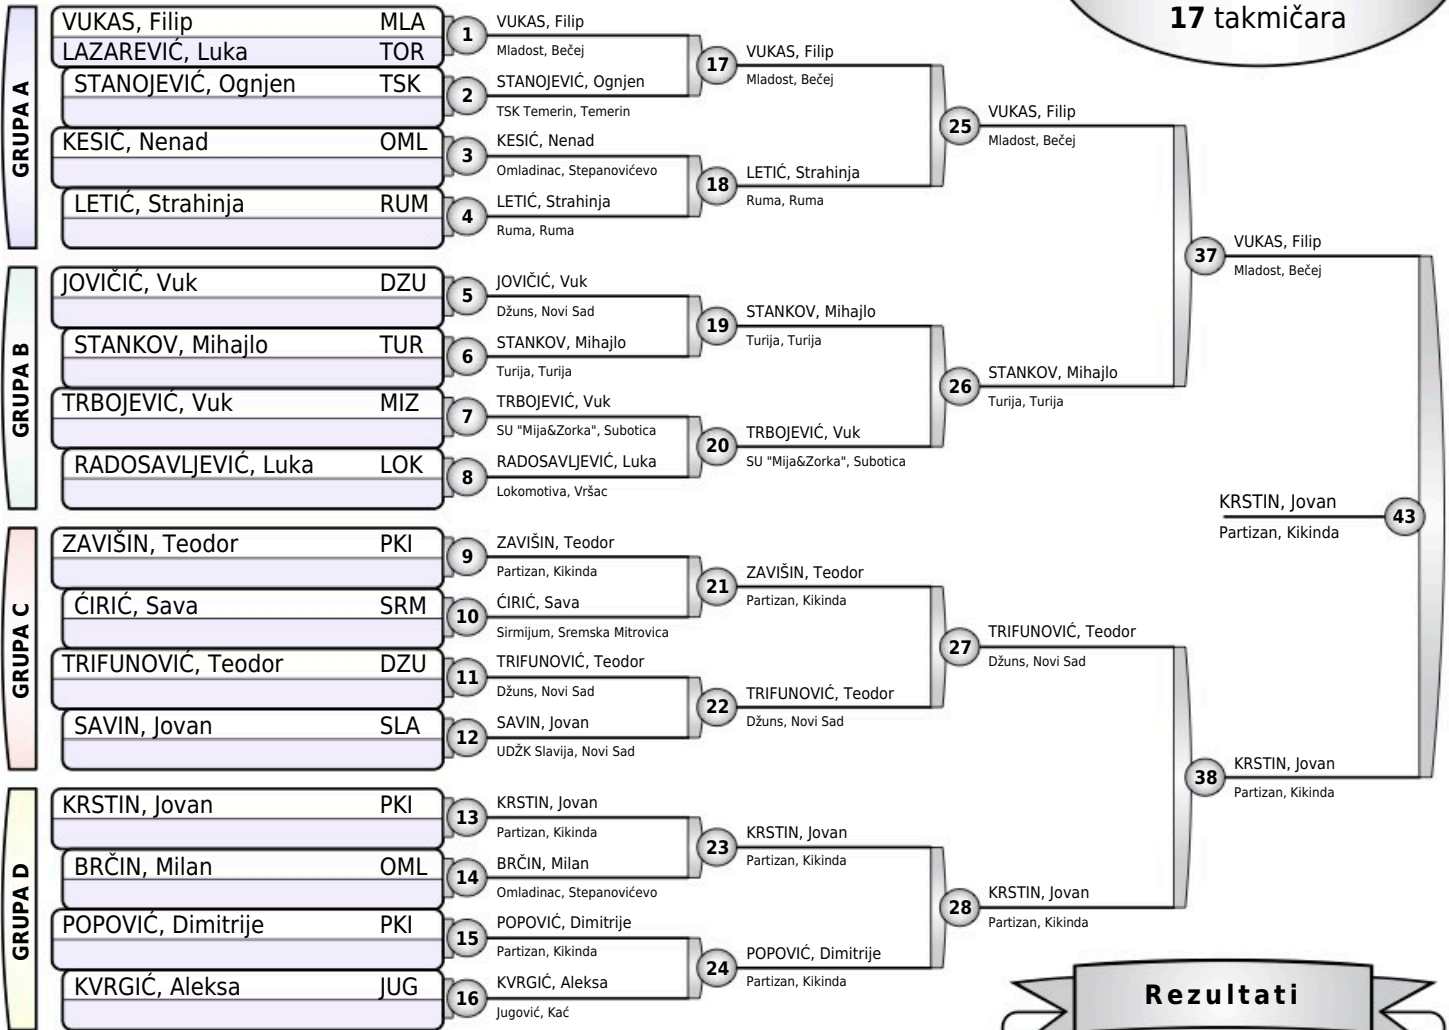 17 takmičara
GRUPA A
VUKAS, Filip MLA
LAZAREVIĆ, Luka TOR
STANOJEVIĆ, Ognjen TSK
KESIĆ, Nenad OML
LETIĆ, Strahinja RUM
GRUPA B
JOVIČIĆ, Vuk DZU
STANKOV, Mihajlo TUR
TRBOJEVIĆ, Vuk MIZ
RADOSAVLJEVIĆ, Luka LOK
GRUPA C
ZAVIŠIN, Teodor PKI
ĆIRIĆ, Sava SRM
TRIFUNOVIĆ, Teodor DZU
SAVIN, Jovan SLA
GRUPA D
KRSTIN, Jovan PKI
BRČIN, Milan OML
POPOVIĆ, Dimitrije PKI
KVRGIĆ, Aleksa JUG
1
VUKAS, Filip
Mladost, Bečej
2
STANOJEVIĆ, Ognjen
TSK Temerin, Temerin
3
KESIĆ, Nenad
Omladinac, Stepanovićevo
4
LETIĆ, Strahinja
Ruma, Ruma
5
JOVIČIĆ, Vuk
Džuns, Novi Sad
6
STANKOV, Mihajlo
Turija, Turija
7
TRBOJEVIĆ, Vuk
SU "Mija&Zorka", Subotica
8
RADOSAVLJEVIĆ, Luka
Lokomotiva, Vršac
9
ZAVIŠIN, Teodor
Partizan, Kikinda
10
ĆIRIĆ, Sava
Sirmijum, Sremska Mitrovica
11
TRIFUNOVIĆ, Teodor
Džuns, Novi Sad
12
SAVIN, Jovan
UDŽK Slavija, Novi Sad
13
KRSTIN, Jovan
Partizan, Kikinda
14
BRČIN, Milan
Omladinac, Stepanovićevo
15
POPOVIĆ, Dimitrije
Partizan, Kikinda
16
KVRGIĆ, Aleksa
Jugović, Kać
17
VUKAS, Filip
Mladost, Bečej
18
LETIĆ, Strahinja
Ruma, Ruma
19
STANKOV, Mihajlo
Turija, Turija
20
TRBOJEVIĆ, Vuk
SU "Mija&Zorka", Subotica
21
ZAVIŠIN, Teodor
Partizan, Kikinda
22
TRIFUNOVIĆ, Teodor
Džuns, Novi Sad
23
KRSTIN, Jovan
Partizan, Kikinda
24
POPOVIĆ, Dimitrije
Partizan, Kikinda
25
VUKAS, Filip
Mladost, Bečej
26
STANKOV, Mihajlo
Turija, Turija
27
TRIFUNOVIĆ, Teodor
Džuns, Novi Sad
28
KRSTIN, Jovan
Partizan, Kikinda
37
VUKAS, Filip
Mladost, Bečej
38
KRSTIN, Jovan
Partizan, Kikinda
KRSTIN, Jovan
Partizan, Kikinda
43
Rezultati